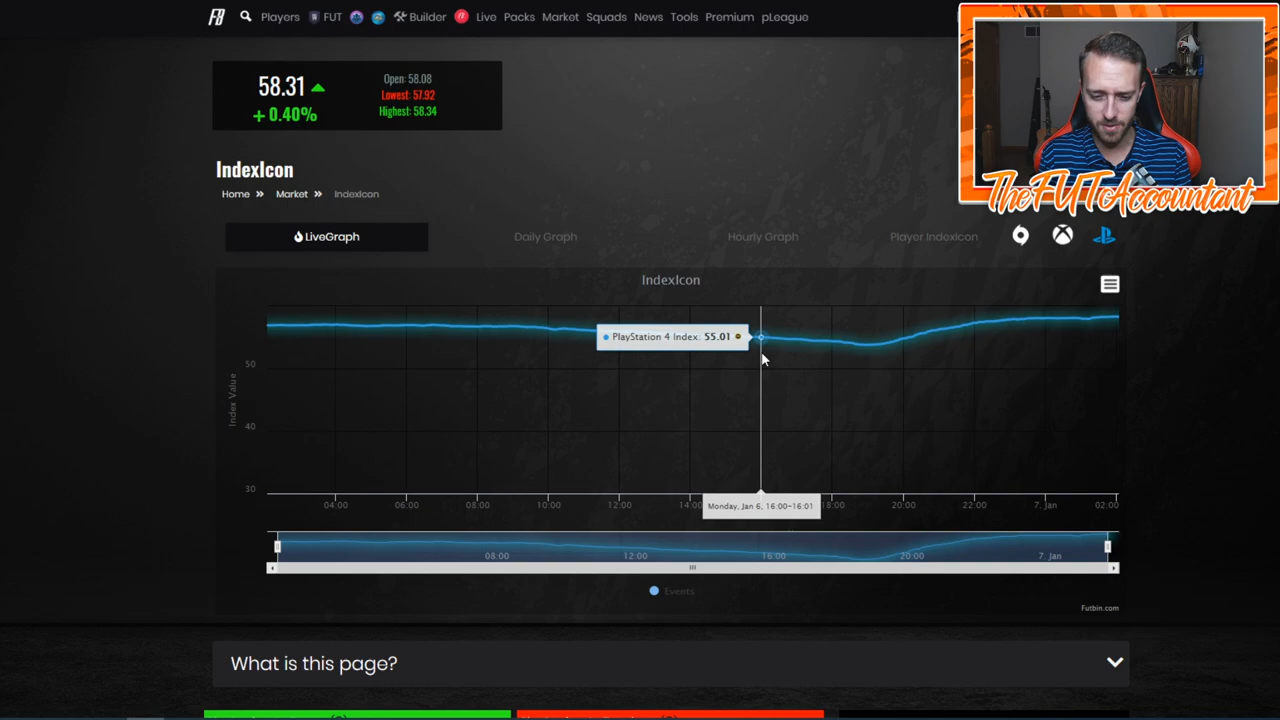 FB Players FUT Builder Live Packs Market Squads News Tools Premium pLeague
58.31
+ 0.40%
Open: 58.08
Lowest: 57.92
Highest: 58.34
TheFUTAccountant
IndexIcon
Home » Market » IndexIcon
LiveGraph Daily Graph Hourly Graph Player IndexIcon
IndexIcon
PlayStation 4 Index: 55.01
Index Value
50
40
30
04:00 06:00 08:00 10:00 12:00 14:00 18:00 20:00 22:00 7. Jan 02:00
Monday, Jan 6, 16:00-16:01
08:00 12:00 16:00 20:00 7. Jan
Events
Futbin.com
What is this page?